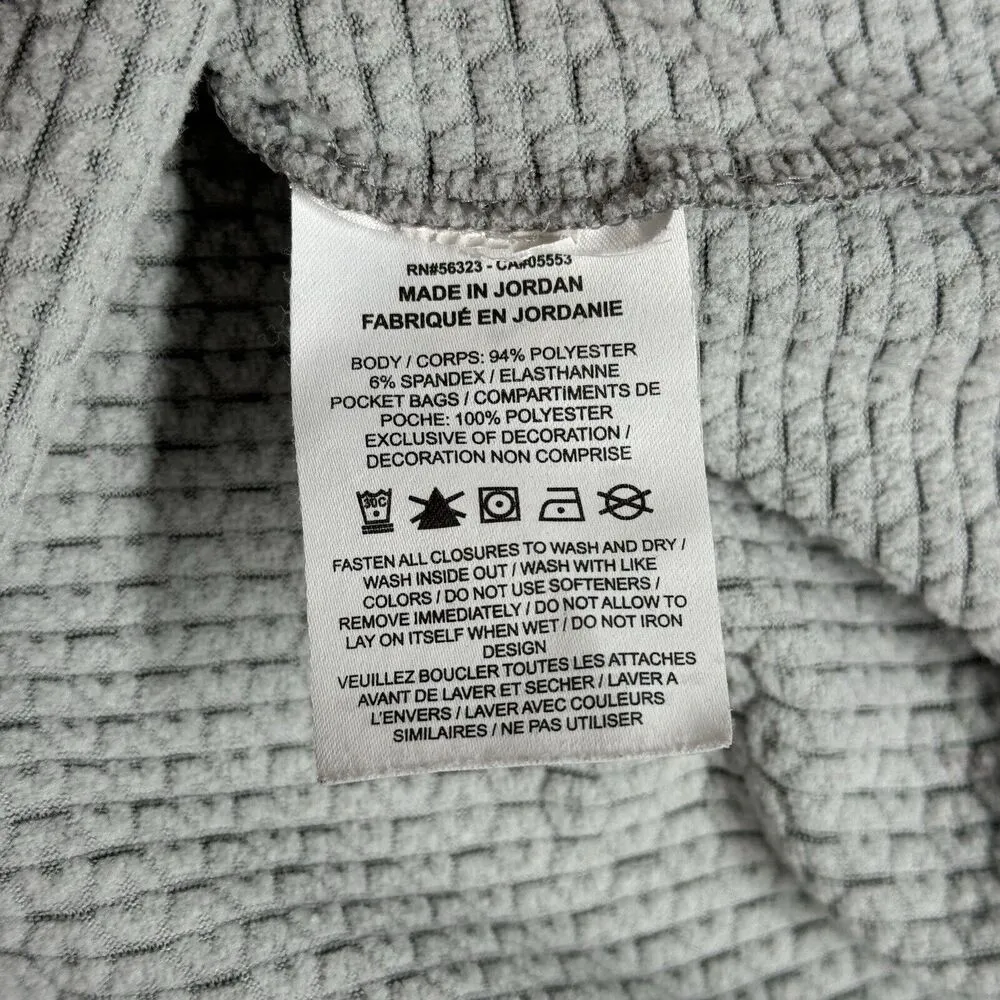 RN#56323 - CA#05553
MADE IN JORDAN
FABRIQUÉ EN JORDANIE
BODY / CORPS: 94% POLYESTER
6% SPANDEX / ELASTHANNE
POCKET BAGS / COMPARTIMENTS DE
POCHE: 100% POLYESTER
EXCLUSIVE OF DECORATION /
DECORATION NON COMPRISE
30C
FASTEN ALL CLOSURES TO WASH AND DRY /
WASH INSIDE OUT / WASH WITH LIKE
COLORS / DO NOT USE SOFTENERS /
REMOVE IMMEDIATELY / DO NOT ALLOW TO
LAY ON ITSELF WHEN WET / DO NOT IRON
DESIGN
VEUILLEZ BOUCLER TOUTES LES ATTACHES
AVANT DE LAVER ET SECHER / LAVER A
L'ENVERS / LAVER AVEC COULEURS
SIMILAIRES / NE PAS UTILISER